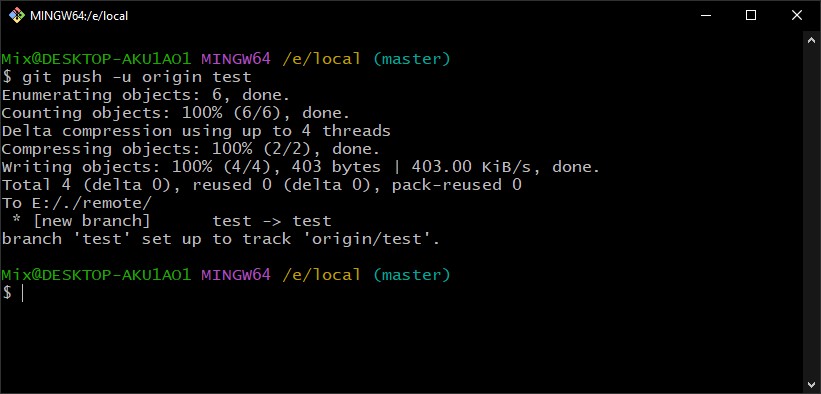 MINGW64:/e/local
Mix@DESKTOP-AKU1AO1 MINGW64 /e/local (master)
$ git push -u origin test
Enumerating objects: 6, done.
Counting objects: 100% (6/6), done.
Delta compression using up to 4 threads
Compressing objects: 100% (2/2), done.
Writing objects: 100% (4/4), 403 bytes | 403.00 KiB/s, done.
Total 4 (delta 0), reused 0 (delta 0), pack-reused 0
To E:/./remote/
 * [new branch]      test -> test
branch 'test' set up to track 'origin/test'.
Mix@DESKTOP-AKU1AO1 MINGW64 /e/local (master)
$